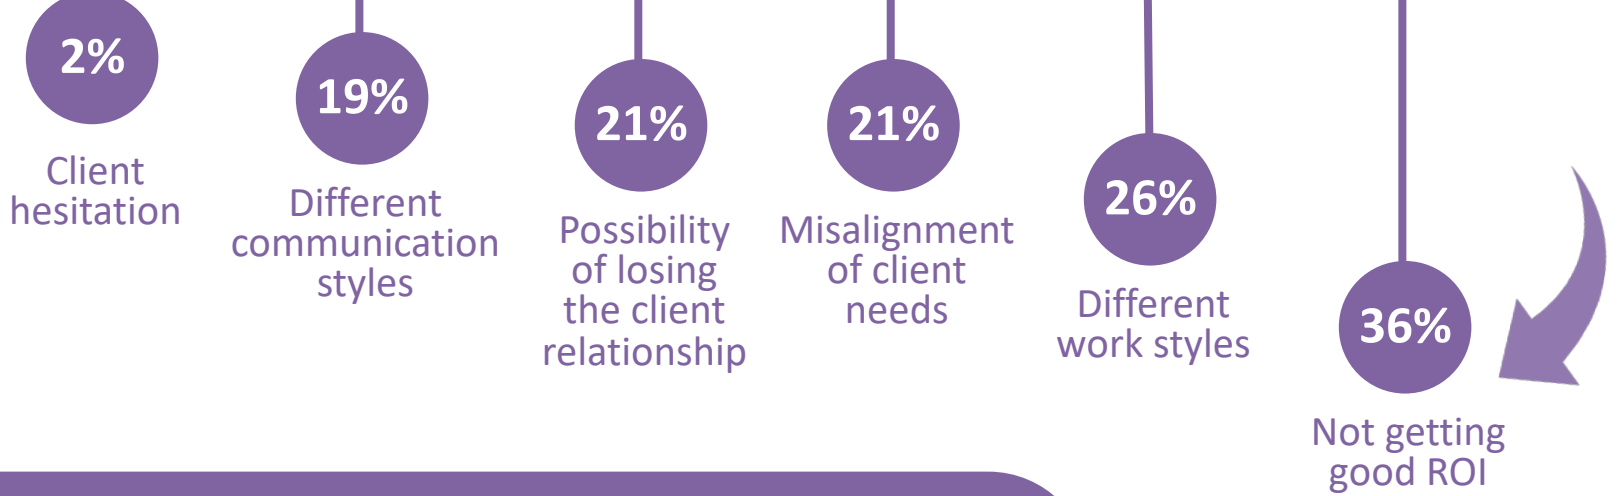 2%
Client
hesitation
19%
Different
communication
styles
21%
Possibility
of losing
the client
relationship
21%
Misalignment
of client
needs
26%
Different
work styles
36%
Not getting
good ROI